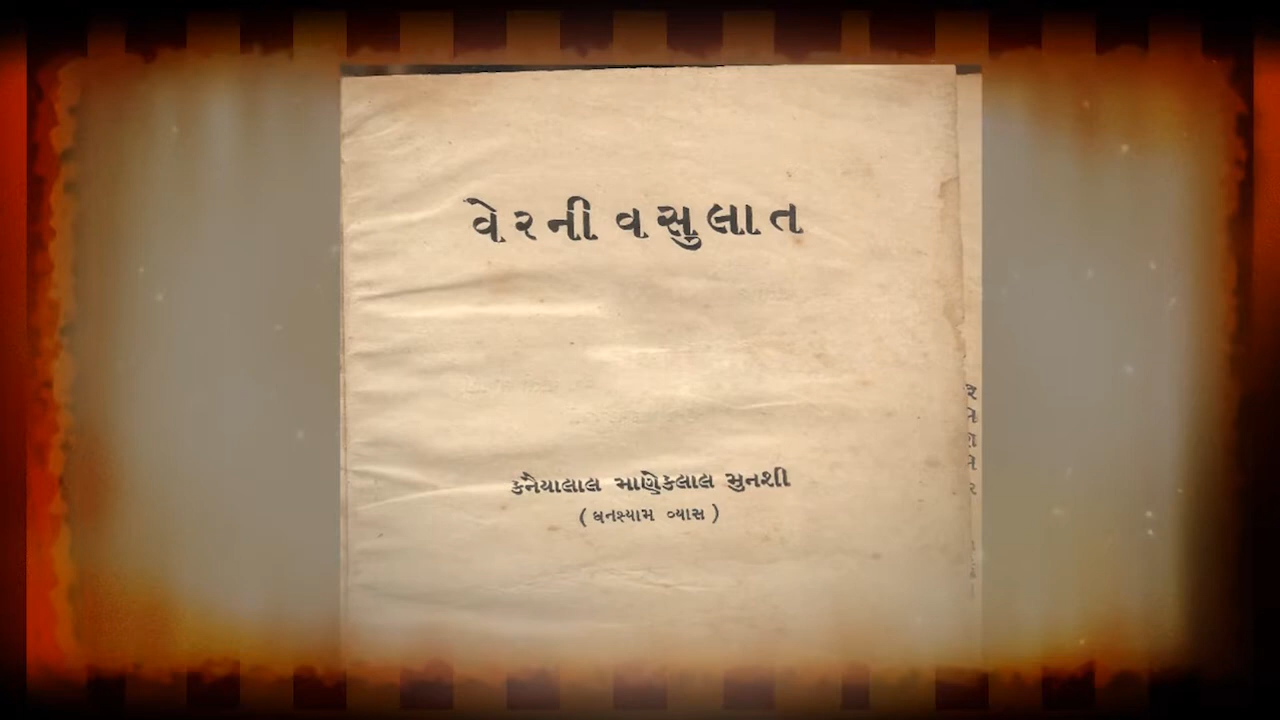 વેરની વસુલાત
કનૈયાલાલ માણેકલાલ મુનશી
( ઘનશ્યામ વ્યાસ )